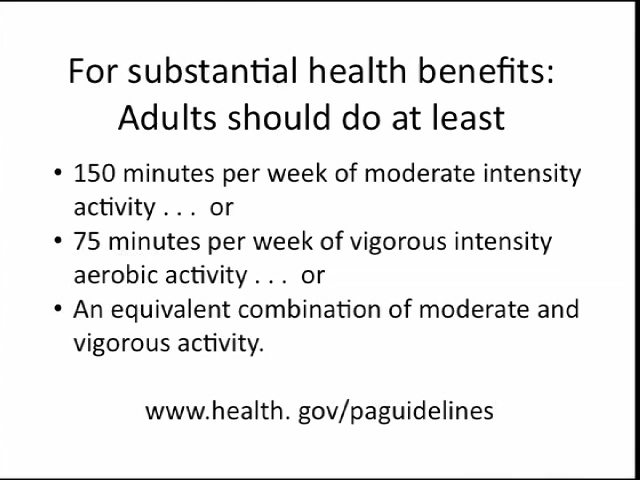 For substantial health benefits:
Adults should do at least
• 150 minutes per week of moderate intensity
activity . . .  or
• 75 minutes per week of vigorous intensity
aerobic activity . . .  or
• An equivalent combination of moderate and
vigorous activity.
www.health. gov/paguidelines